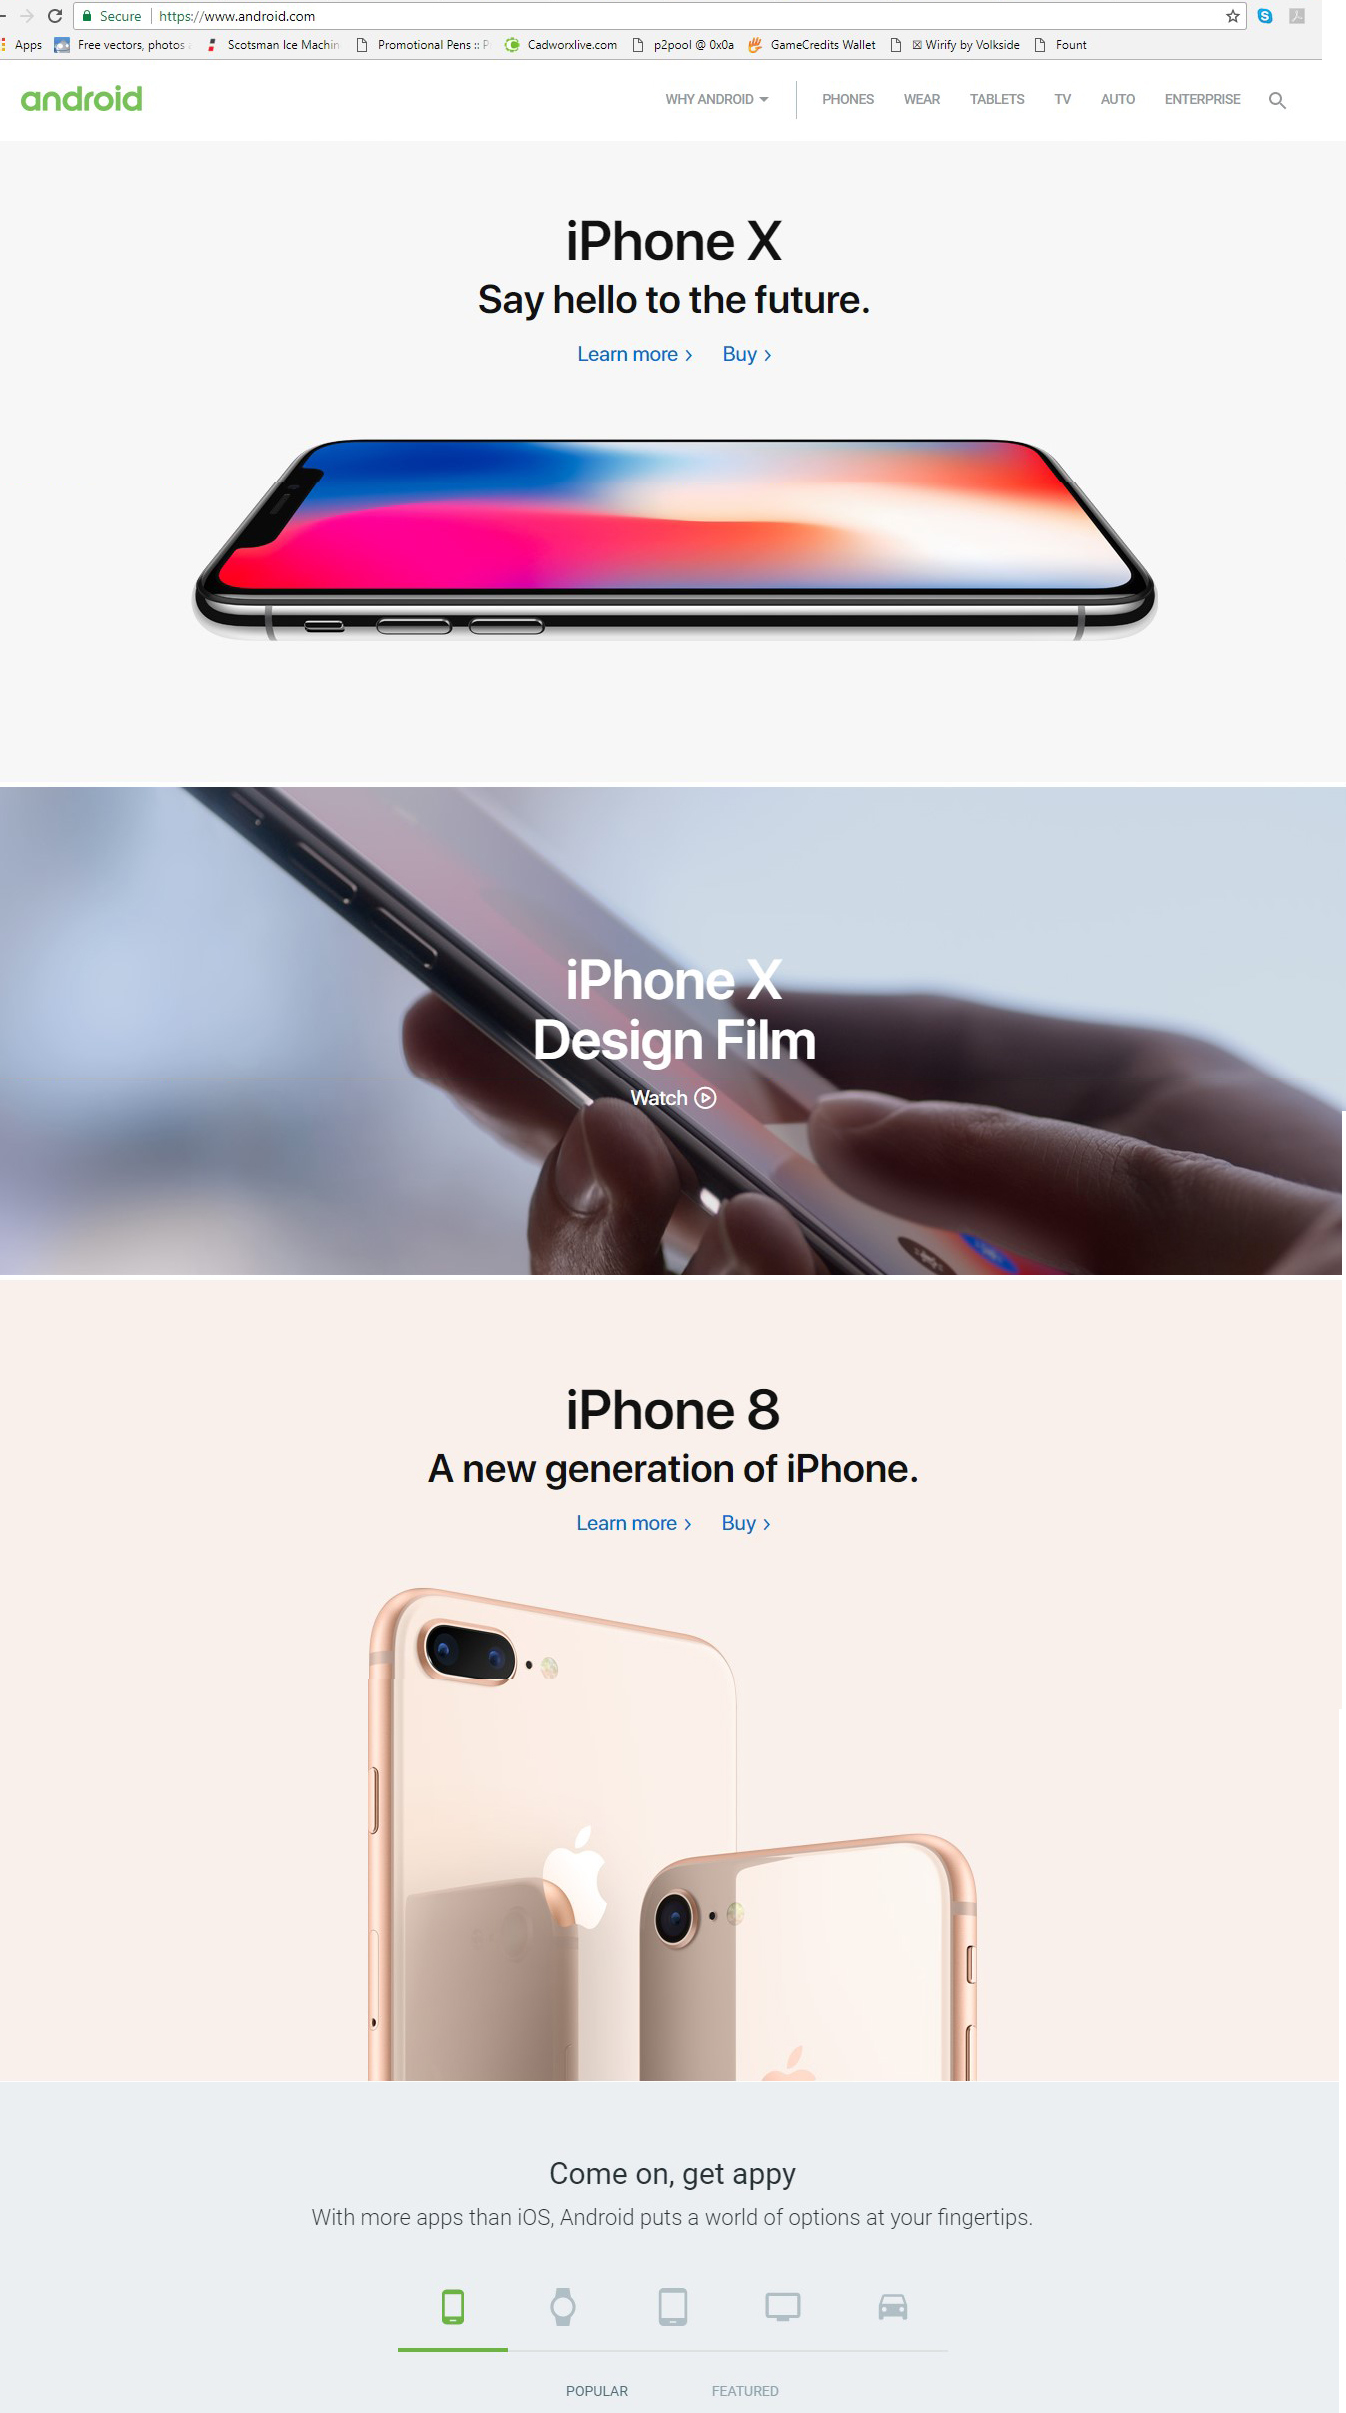 Secure https://www.android.com
Apps Free vectors, photos Scotsman Ice Machin Promotional Pens :: P Cadworxlive.com p2pool @ 0x0a GameCredits Wallet Wirify by Volkside Fount
android WHY ANDROID PHONES WEAR TABLETS TV AUTO ENTERPRISE
iPhone X
Say hello to the future.
Learn more > Buy >
iPhone X
Design Film
Watch
iPhone 8
A new generation of iPhone.
Learn more > Buy >
Come on, get appy
With more apps than iOS, Android puts a world of options at your fingertips.
POPULAR FEATURED